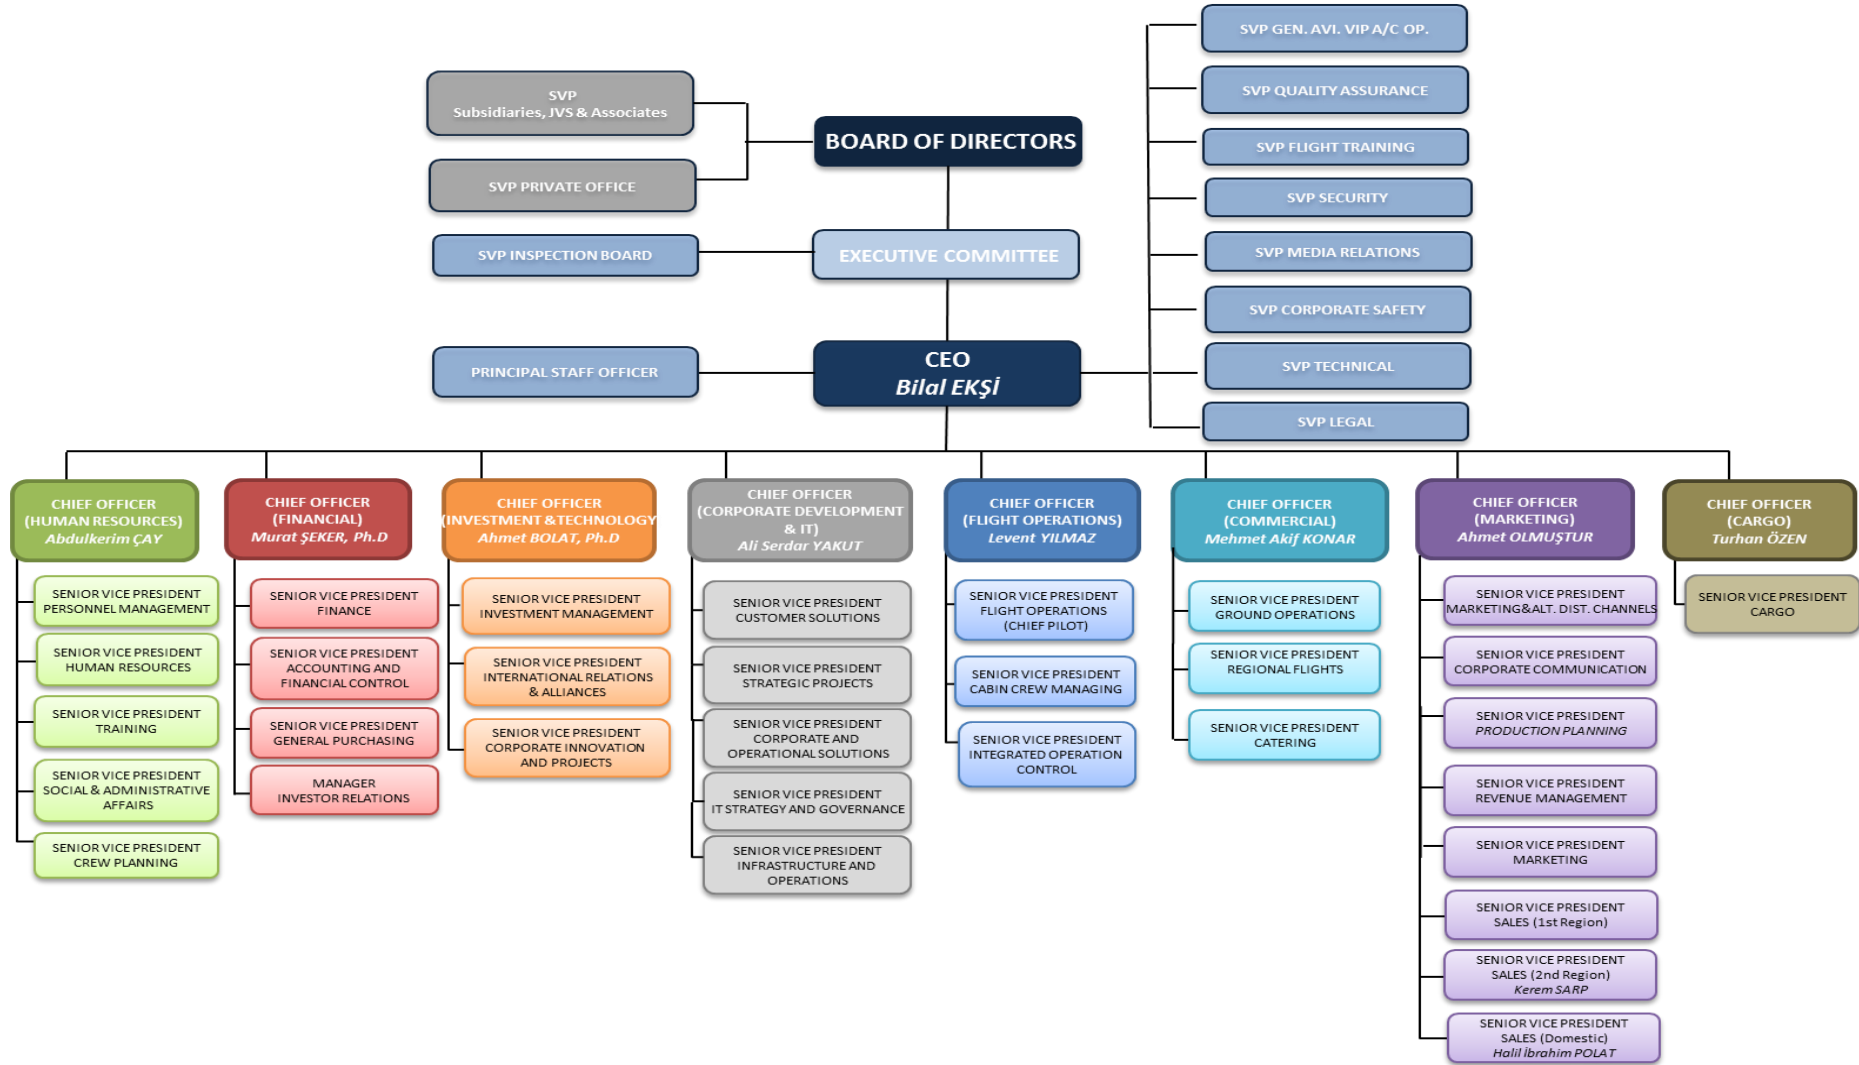 SVP
Subsidiaries, JVS & Associates
SVP PRIVATE OFFICE
SVP INSPECTION BOARD
PRINCIPAL STAFF OFFICER
BOARD OF DIRECTORS
EXECUTIVE COMMITTEE
CEO
Bilal EKŞİ
SVP GEN. AVI. VIP A/C OP.
SVP QUALITY ASSURANCE
SVP FLIGHT TRAINING
SVP SECURITY
SVP MEDIA RELATIONS
SVP CORPORATE SAFETY
SVP TECHNICAL
SVP LEGAL
CHIEF OFFICER
(HUMAN RESOURCES)
Abdulkerim ÇAY
SENIOR VICE PRESIDENT
PERSONNEL MANAGEMENT
SENIOR VICE PRESIDENT
HUMAN RESOURCES
SENIOR VICE PRESIDENT
TRAINING
SENIOR VICE PRESIDENT
SOCIAL & ADMINISTRATIVE
AFFAIRS
SENIOR VICE PRESIDENT
CREW PLANNING
CHIEF OFFICER
(FINANCIAL)
Murat ŞEKER, Ph.D
SENIOR VICE PRESIDENT
FINANCE
SENIOR VICE PRESIDENT
ACCOUNTING AND
FINANCIAL CONTROL
SENIOR VICE PRESIDENT
GENERAL PURCHASING
MANAGER
INVESTOR RELATIONS
CHIEF OFFICER
(INVESTMENT &TECHNOLOGY
Ahmet BOLAT, Ph.D
SENIOR VICE PRESIDENT
INVESTMENT MANAGEMENT
SENIOR VICE PRESIDENT
INTERNATIONAL RELATIONS
& ALLIANCES
SENIOR VICE PRESIDENT
CORPORATE INNOVATION
AND PROJECTS
CHIEF OFFICER
(CORPORATE DEVELOPMENT
& IT)
Ali Serdar YAKUT
SENIOR VICE PRESIDENT
CUSTOMER SOLUTIONS
SENIOR VICE PRESIDENT
STRATEGIC PROJECTS
SENIOR VICE PRESIDENT
CORPORATE AND
OPERATIONAL SOLUTIONS
SENIOR VICE PRESIDENT
IT STRATEGY AND GOVERNANCE
SENIOR VICE PRESIDENT
INFRASTRUCTURE AND
OPERATIONS
CHIEF OFFICER
(FLIGHT OPERATIONS)
Levent YILMAZ
SENIOR VICE PRESIDENT
FLIGHT OPERATIONS
(CHIEF PILOT)
SENIOR VICE PRESIDENT
CABIN CREW MANAGING
SENIOR VICE PRESIDENT
INTEGRATED OPERATION
CONTROL
CHIEF OFFICER
(COMMERCIAL)
Mehmet Akif KONAR
SENIOR VICE PRESIDENT
GROUND OPERATIONS
SENIOR VICE PRESIDENT
REGIONAL FLIGHTS
SENIOR VICE PRESIDENT
CATERING
CHIEF OFFICER
(MARKETING)
Ahmet OLMUŞTUR
SENIOR VICE PRESIDENT
MARKETING&ALT. DIST. CHANNELS
SENIOR VICE PRESIDENT
CORPORATE COMMUNICATION
SENIOR VICE PRESIDENT
PRODUCTION PLANNING
SENIOR VICE PRESIDENT
REVENUE MANAGEMENT
SENIOR VICE PRESIDENT
MARKETING
SENIOR VICE PRESIDENT
SALES (1st Region)
SENIOR VICE PRESIDENT
SALES (2nd Region)
Kerem SARP
SENIOR VICE PRESIDENT
SALES (Domestic)
Halil İbrahim POLAT
CHIEF OFFICER
(CARGO)
Turhan ÖZEN
SENIOR VICE PRESIDENT
CARGO